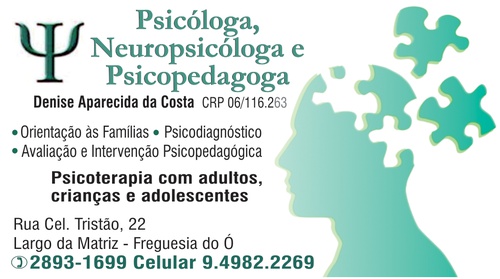 Psicóloga,
Neuropsicóloga e
Psicopedagoga
Denise Aparecida da Costa CRP 06/116.263
• Orientação às Famílias • Psicodiagnóstico
• Avaliação e Intervenção Psicopedagógica
Psicoterapia com adultos,
crianças e adolescentes
Rua Cel. Tristão, 22
Largo da Matriz - Freguesia do Ó
2893-1699 Celular 9.4982.2269